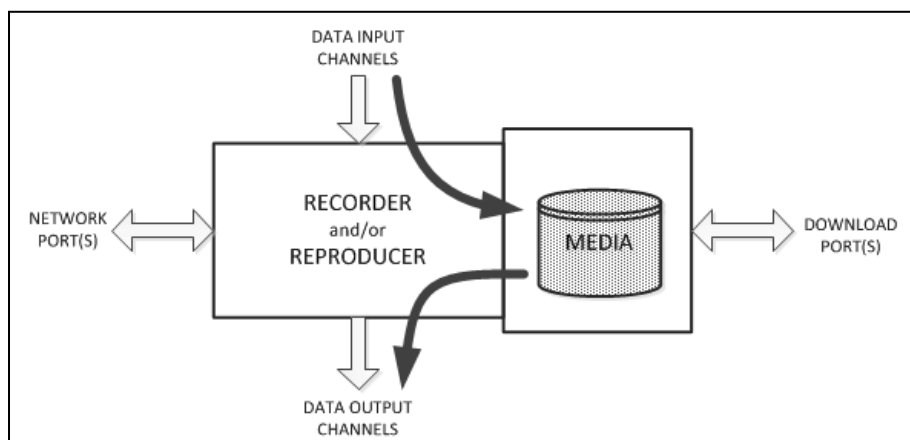 DATA INPUT
CHANNELS
RECORDER
and/or
REPRODUCER
MEDIA
NETWORK
PORT(S)
DOWNLOAD
PORT(S)
DATA OUTPUT
CHANNELS